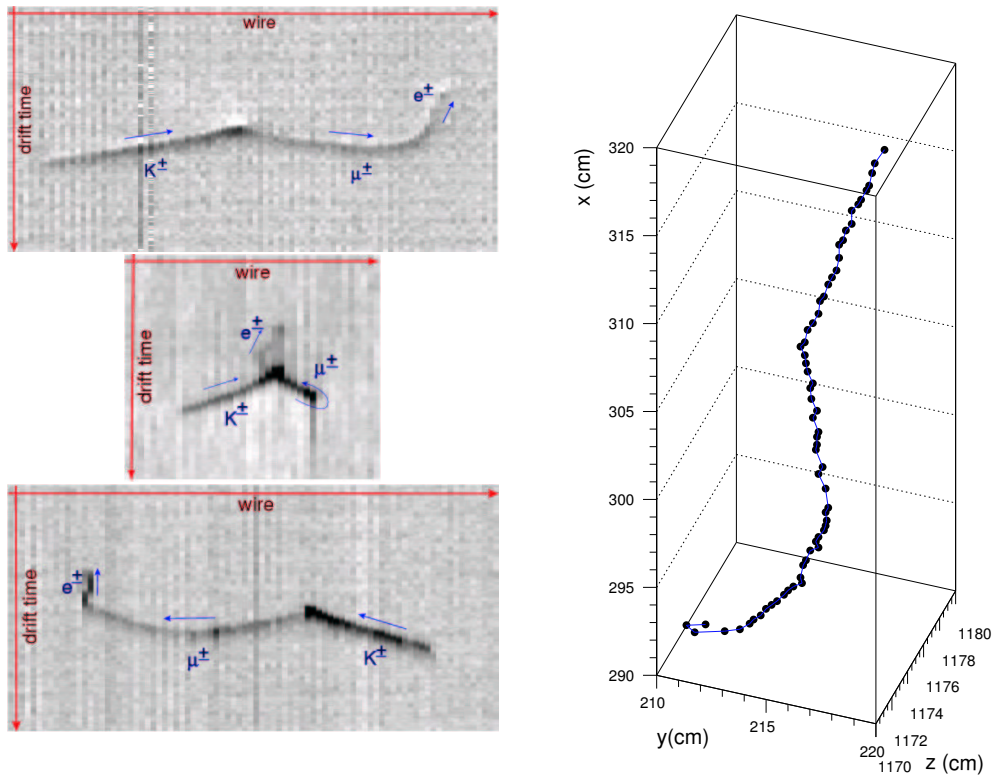 wire
drift time
e±
K±
μ±
wire
drift time
e±
μ±
K±
wire
drift time
e±
μ±
K±
x (cm)
320
315
310
305
300
295
290
210
215
220
y(cm)
1170
1172
1174
1176
1178
1180
z (cm)